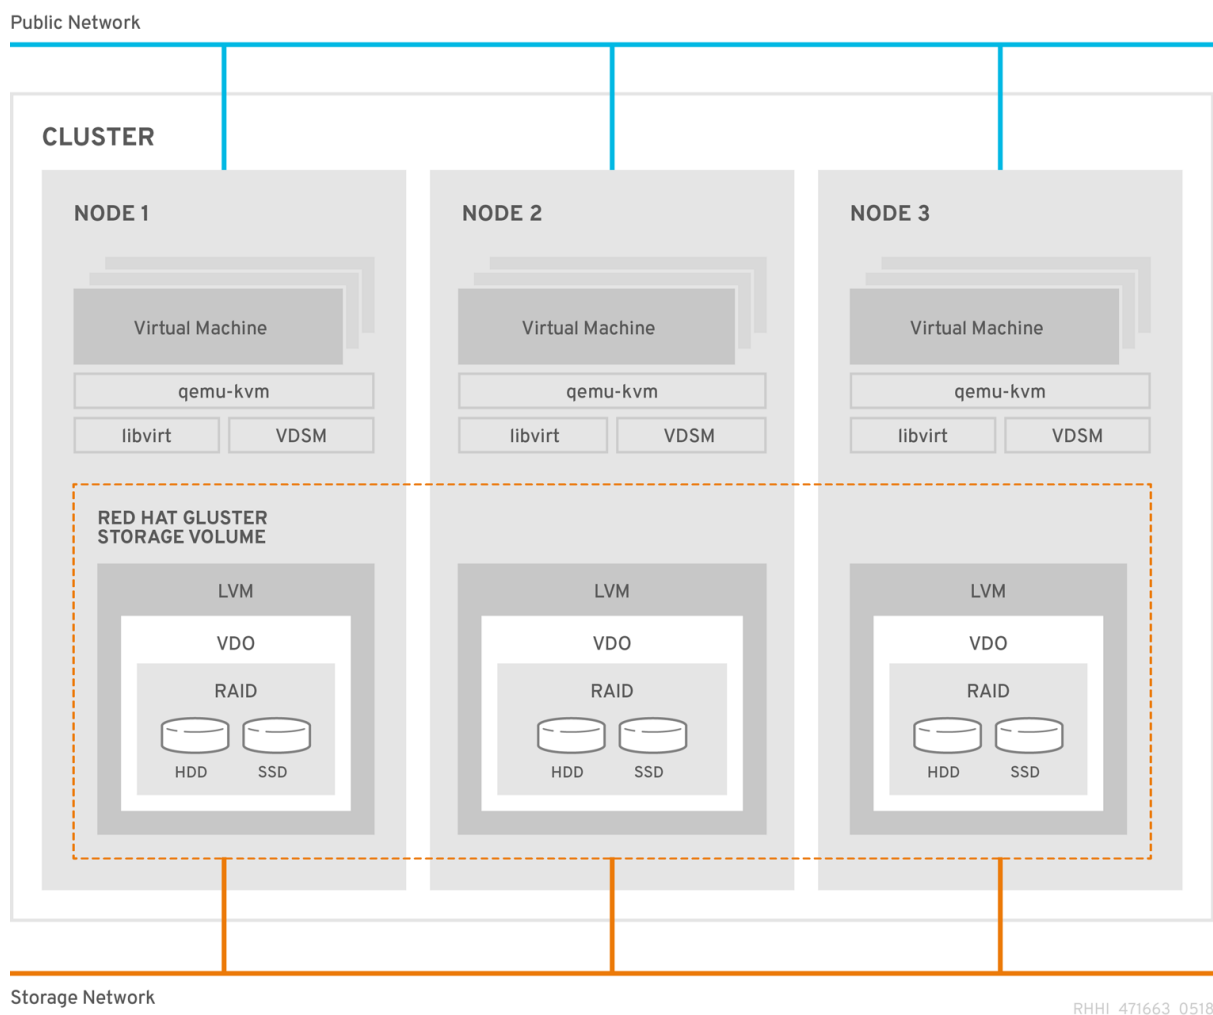 Public Network
CLUSTER
NODE 1
NODE 2
NODE 3
Virtual Machine
Virtual Machine
Virtual Machine
qemu-kvm
qemu-kvm
qemu-kvm
libvirt
VDSM
libvirt
VDSM
libvirt
VDSM
RED HAT GLUSTER
STORAGE VOLUME
LVM
LVM
LVM
VDO
VDO
VDO
RAID
RAID
RAID
HDD
SSD
HDD
SSD
HDD
SSD
Storage Network
RHHI 471663 0518